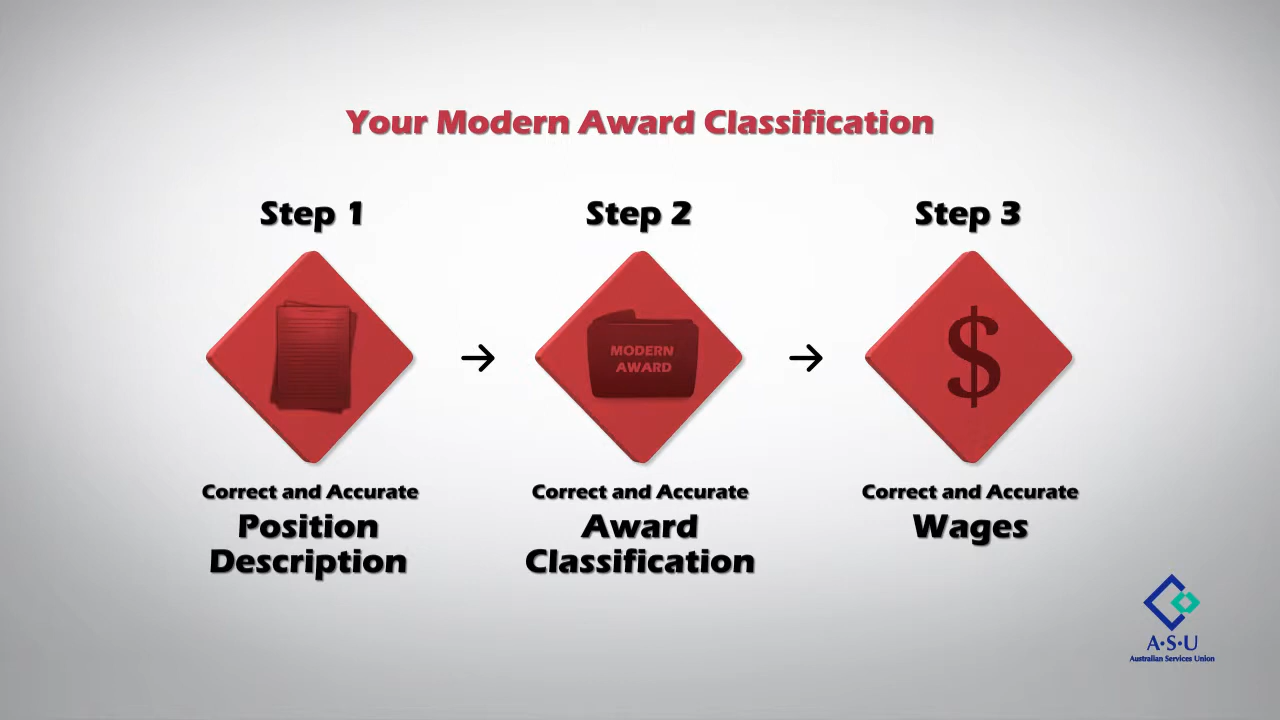 Your Modern Award Classification
Step 1
Step 2
Step 3
MODERN
AWARD
$
Correct and Accurate
Position
Description
Correct and Accurate
Award
Classification
Correct and Accurate
Wages
A·S·U
Australian Services Union